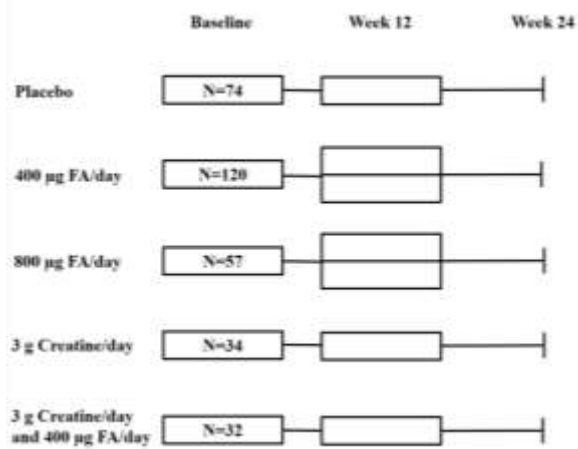 Baseline Week 12 Week 24
Placebo N=74
400 µg FA/day N=120
800 µg FA/day N=57
3 g Creatine/day N=34
3 g Creatine/day
and 400 µg FA/day N=32